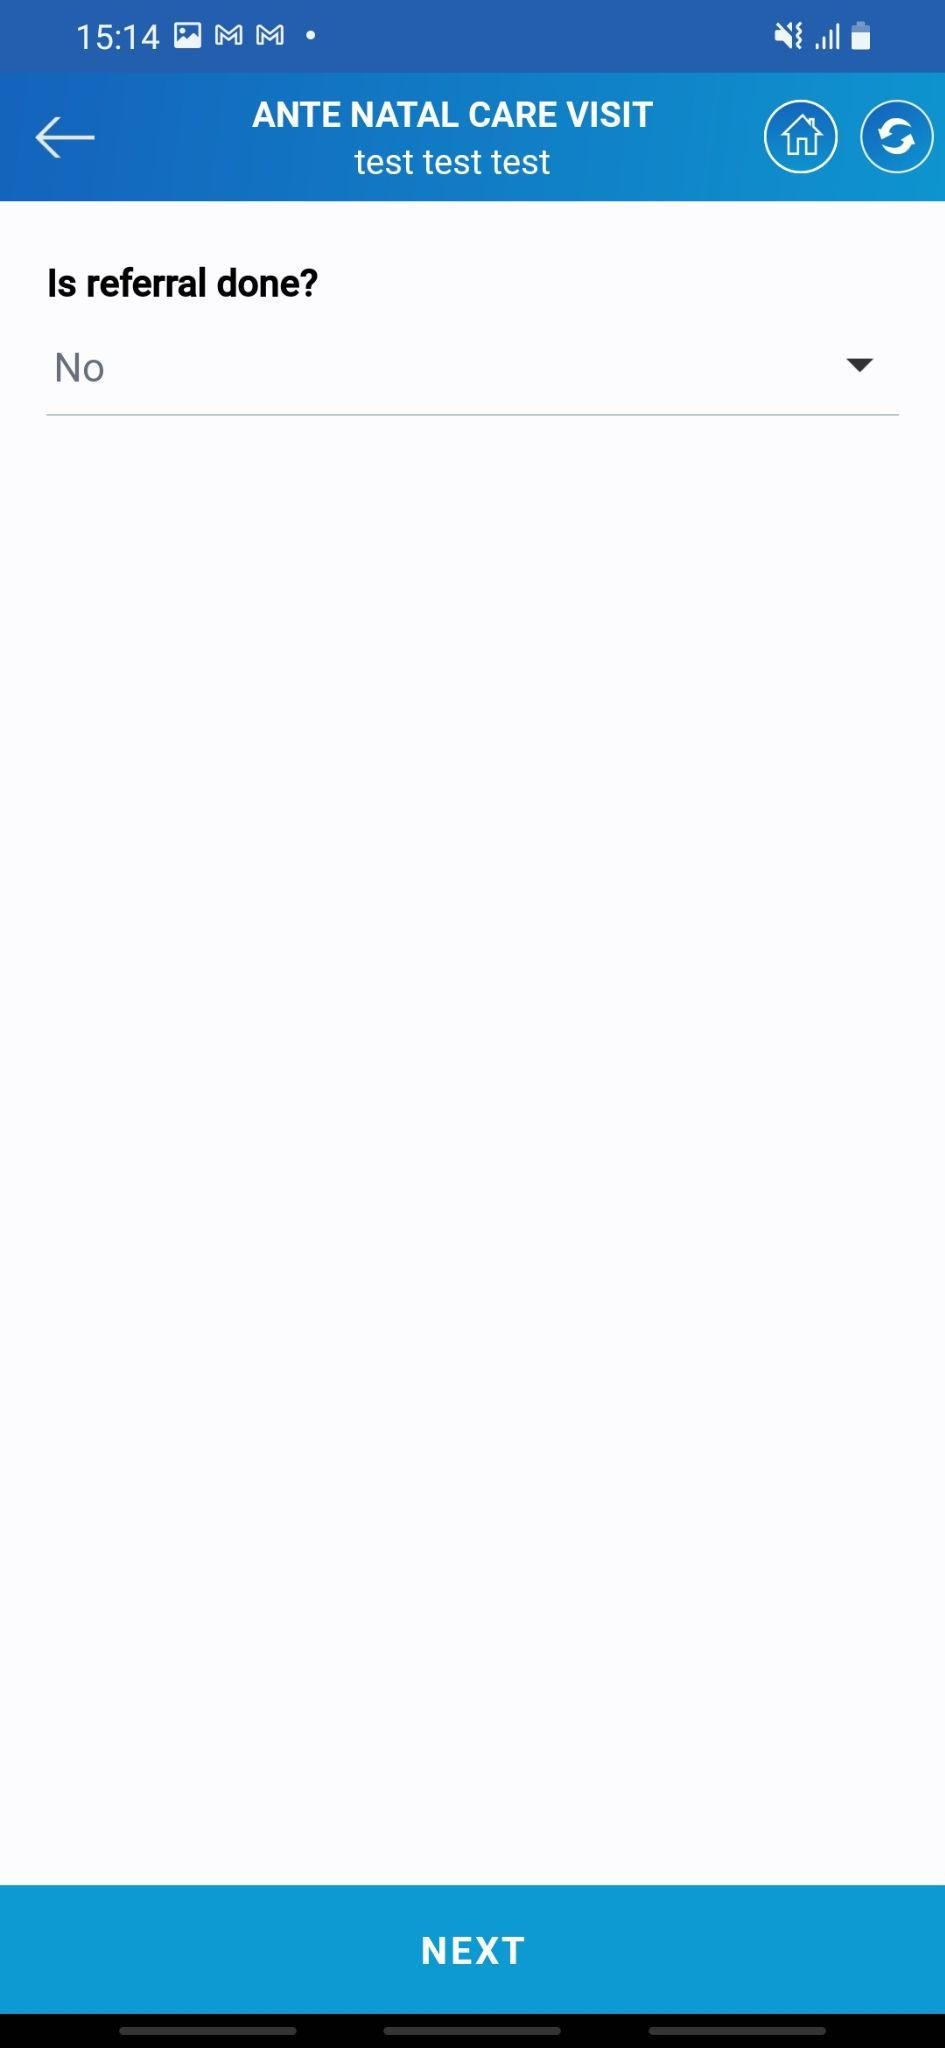 15:14
ANTE NATAL CARE VISIT
test test test
Is referral done?
No
NEXT